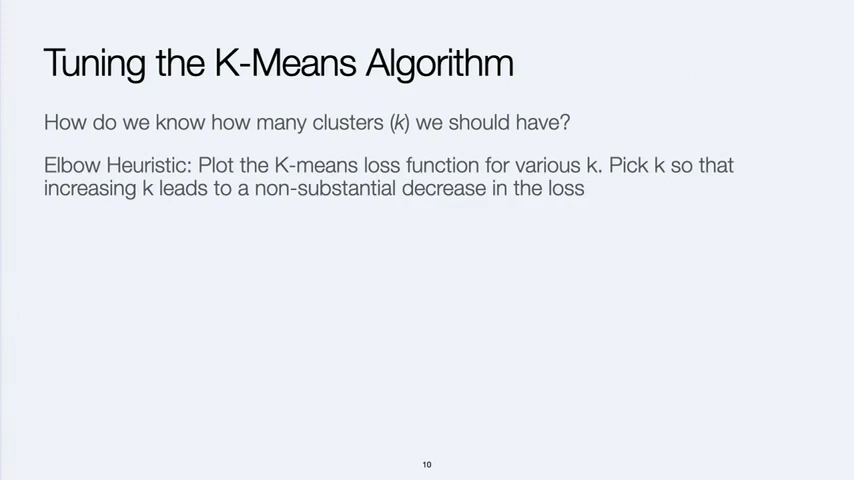 Tuning the K-Means Algorithm
How do we know how many clusters (k) we should have?
Elbow Heuristic: Plot the K-means loss function for various k. Pick k so that
increasing k leads to a non-substantial decrease in the loss
10